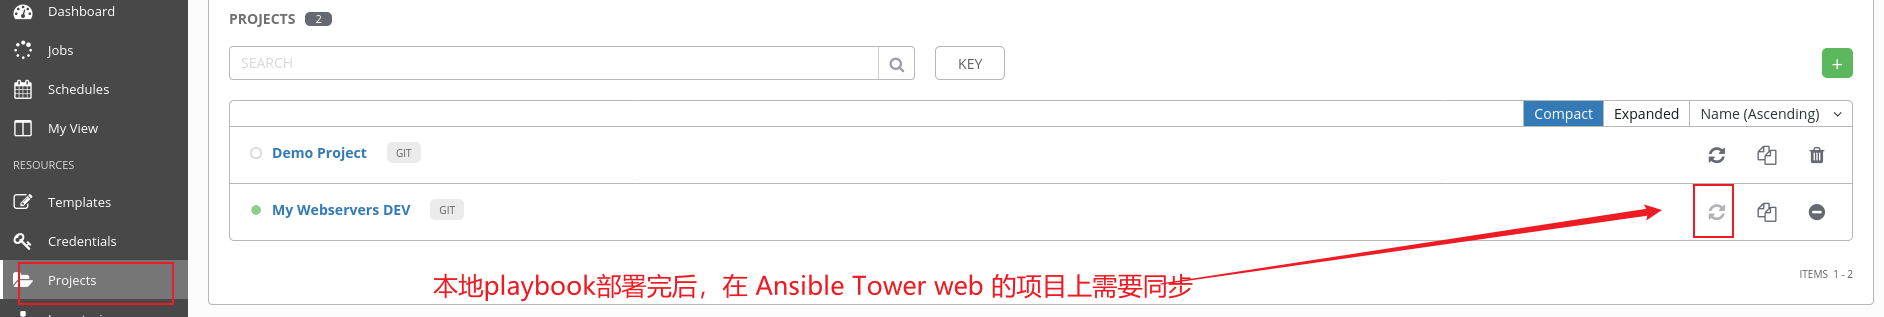 Dashboard
PROJECTS 2
Jobs
SEARCH
KEY
+
Schedules
Compact Expanded Name (Ascending)
My View
Demo Project GIT
RESOURCES
Templates
My Webservers DEV GIT
Credentials
Projects
本地playbook部署完后，在 Ansible Tower web 的项目上需要同步
ITEMS 1 - 2